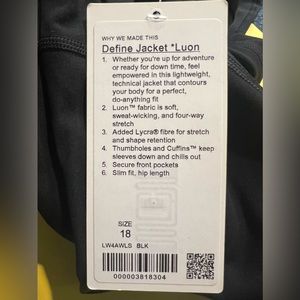 WHY WE MADE THIS
Define Jacket *Luon
1. Whether you're up for adventure
or ready for down time, feel
empowered in this lightweight,
technical jacket that contours
your body for a perfect,
do-anything fit
2. Luon™ fabric is soft,
sweat-wicking, and four-way
stretch
3. Added Lycra® fibre for stretch
and shape retention
4. Thumbholes and Cuffins™ keep
sleeves down and chills out
5. Secure front pockets
6. Slim fit, hip length
SIZE
18
LW4AWLS BLK
000003818304